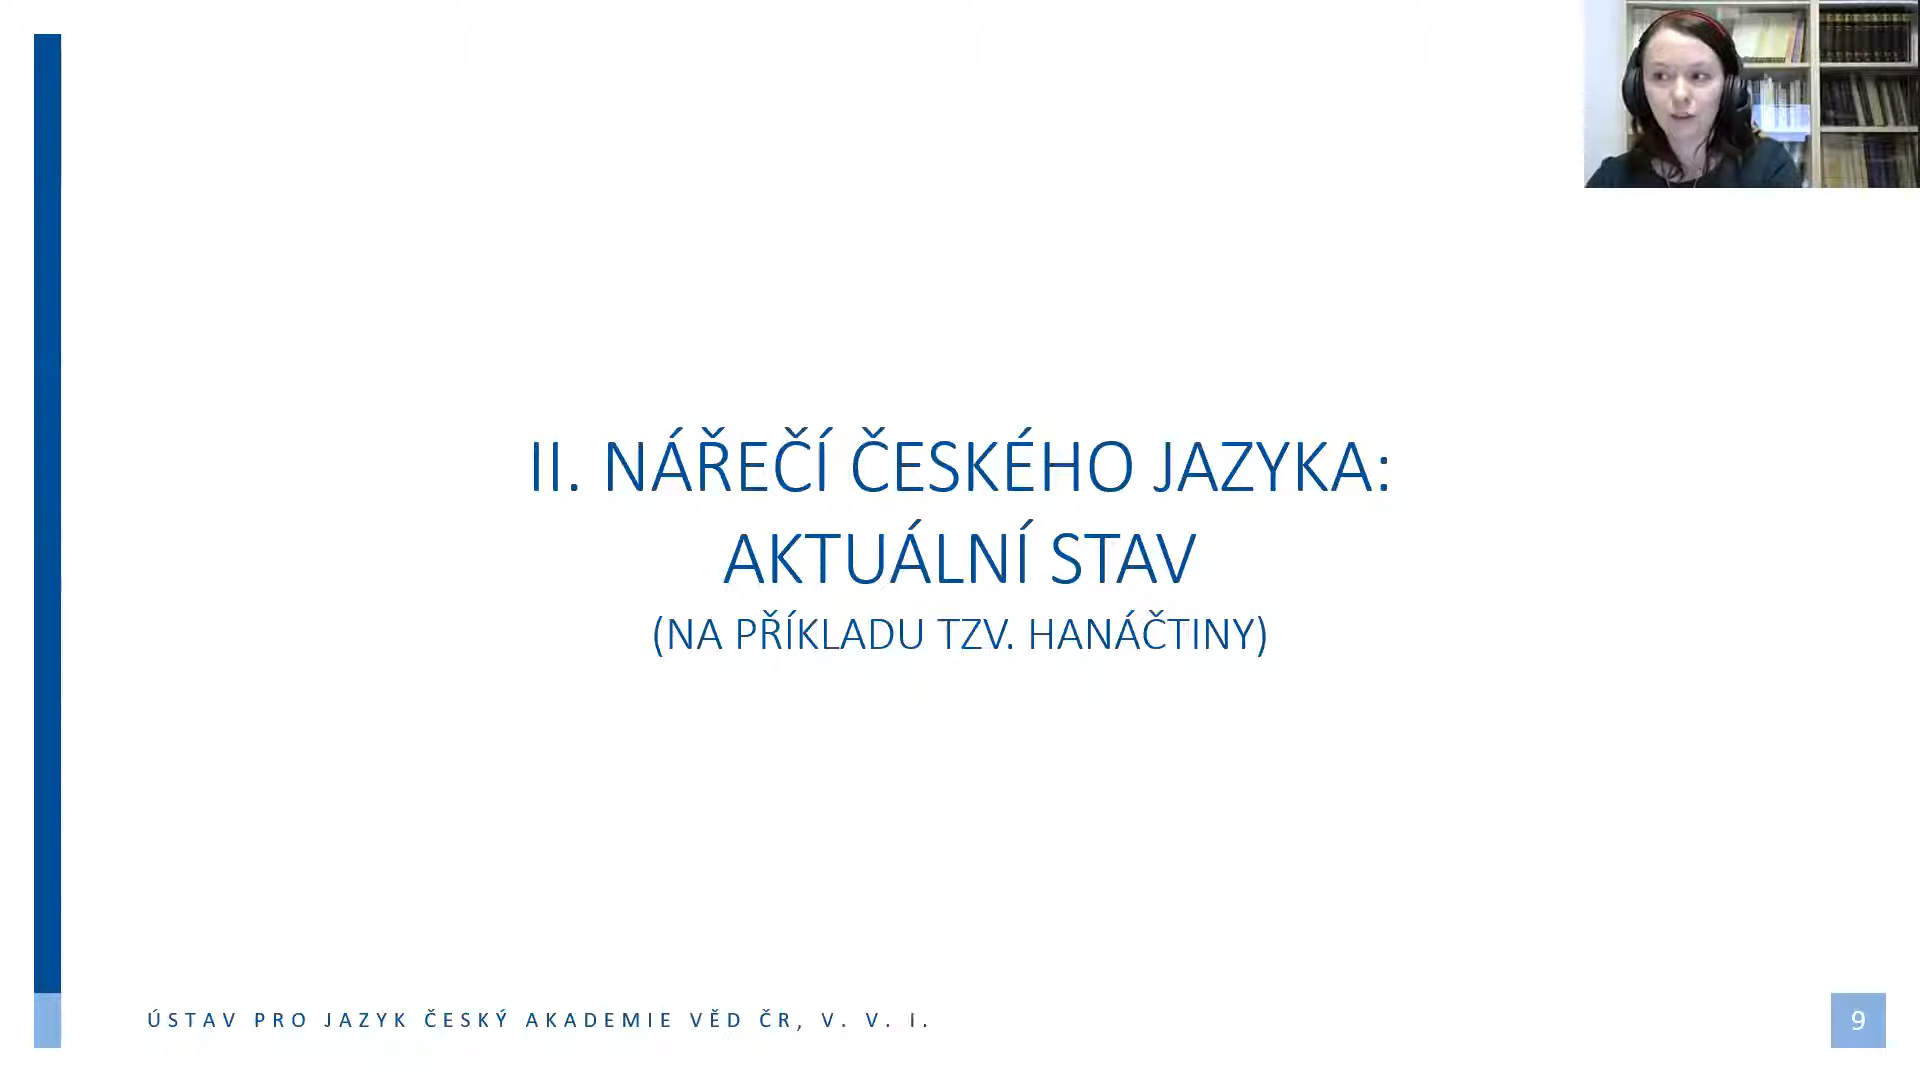 II. NÁŘEČÍ ČESKÉHO JAZYKA:
AKTUÁLNÍ STAV
(NA PŘÍKLADU TZV. HANÁČTINY)
ÚSTAV PRO JAZYK ČESKÝ AKADEMIE VĚD ČR, V. V. I.
9